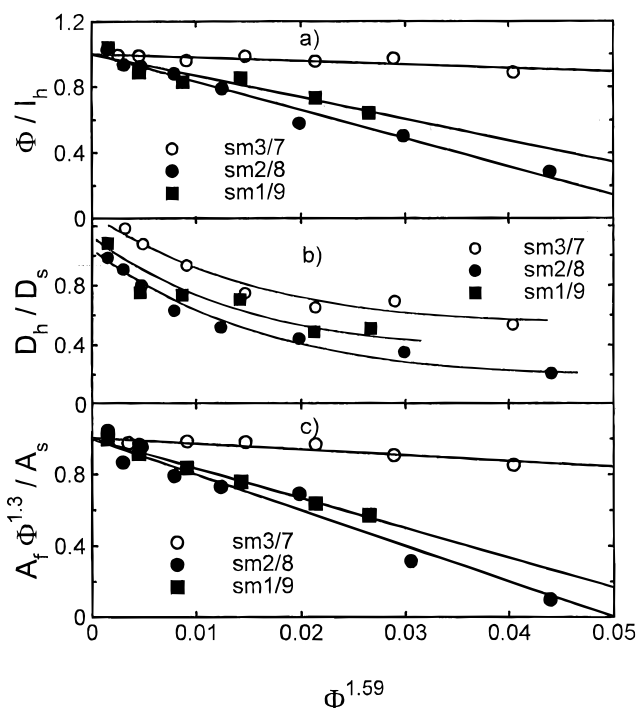 1.2
a)
0.8
Φ / I_h
0.4
sm3/7
sm2/8
sm1/9
0
b)
sm3/7
sm2/8
sm1/9
0.8
D_h / D_s
0.4
0
c)
0.8
A_f Φ^1.3 / A_s
0.4
sm3/7
sm2/8
sm1/9
0
0 0.01 0.02 0.03 0.04 0.05
Φ^1.59